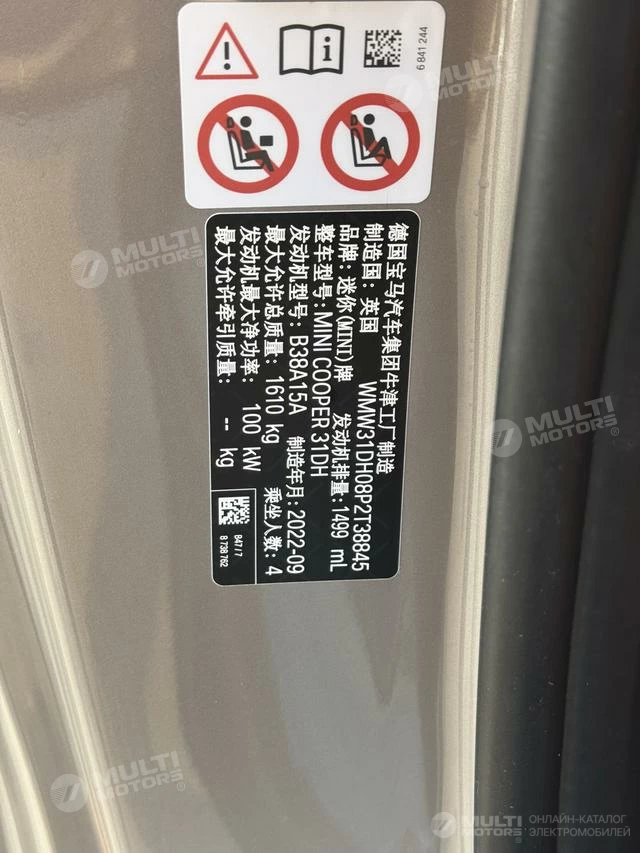 6 841 244
德国宝马汽车集团牛津工厂制造
制造国：英国 WMW31DH08P2T38845
品牌：迷你(MINI)牌 发动机排量：1499 mL
整车型号：MINI COOPER 31DH
发动机型号：B38A15A 制造年月：2022-09
最大允许总质量：1610 kg 乘坐人数：4
发动机最大净功率：100 kW
最大允许牵引质量：-- kg
B47 / 7
8 738 762
MULTI
MOTORS®
MULTI
MOTORS®
MULTI
MOTORS®
MULTI
MOTORS®
MULTI
MOTORS®
ОНЛАЙН-КАТАЛОГ
ЭЛЕКТРОМОБИЛЕЙ